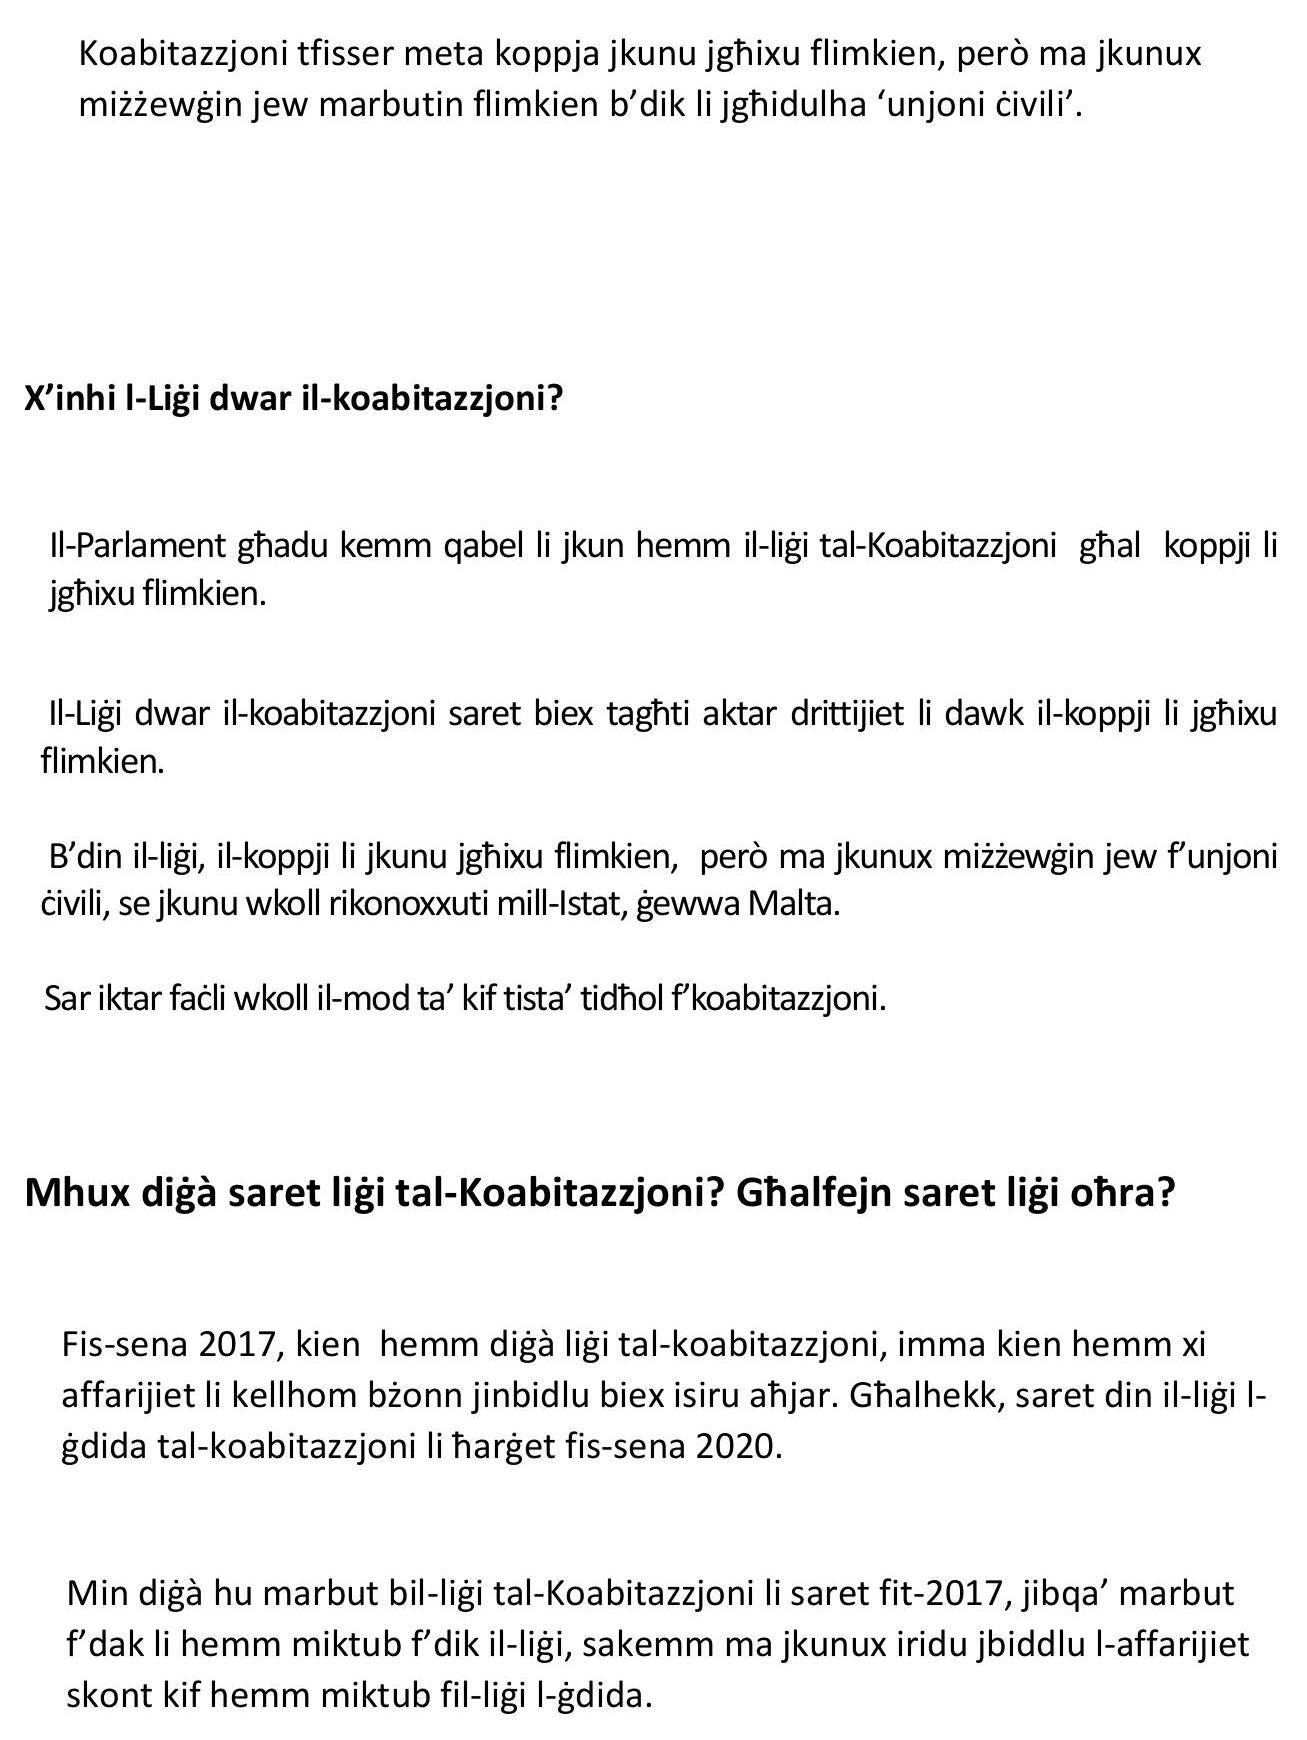 Koabitazzjoni tfisser meta koppja jkunu jgħixu flimkien, però ma jkunux
miżżewġin jew marbutin flimkien b’dik li jgħidulha ‘unjoni ċivili’.
X’inhi l-Liġi dwar il-koabitazzjoni?
Il-Parlament għadu kemm qabel li jkun hemm il-liġi tal-Koabitazzjoni għal koppji li
jgħixu flimkien.
Il-Liġi dwar il-koabitazzjoni saret biex tagħti aktar drittijiet li dawk il-koppji li jgħixu
flimkien.
B’din il-liġi, il-koppji li jkunu jgħixu flimkien, però ma jkunux miżżewġin jew f’unjoni
ċivili, se jkunu wkoll rikonoxxuti mill-Istat, ġewwa Malta.
Sar iktar faċli wkoll il-mod ta’ kif tista’ tidħol f’koabitazzjoni.
Mhux diġà saret liġi tal-Koabitazzjoni? Għalfejn saret liġi oħra?
Fis-sena 2017, kien hemm diġà liġi tal-koabitazzjoni, imma kien hemm xi
affarijiet li kellhom bżonn jinbidlu biex isiru aħjar. Għalhekk, saret din il-liġi l-
ġdida tal-koabitazzjoni li ħarġet fis-sena 2020.
Min diġà hu marbut bil-liġi tal-Koabitazzjoni li saret fit-2017, jibqa’ marbut
f’dak li hemm miktub f’dik il-liġi, sakemm ma jkunux iridu jbiddlu l-affarijiet
skont kif hemm miktub fil-liġi l-ġdida.